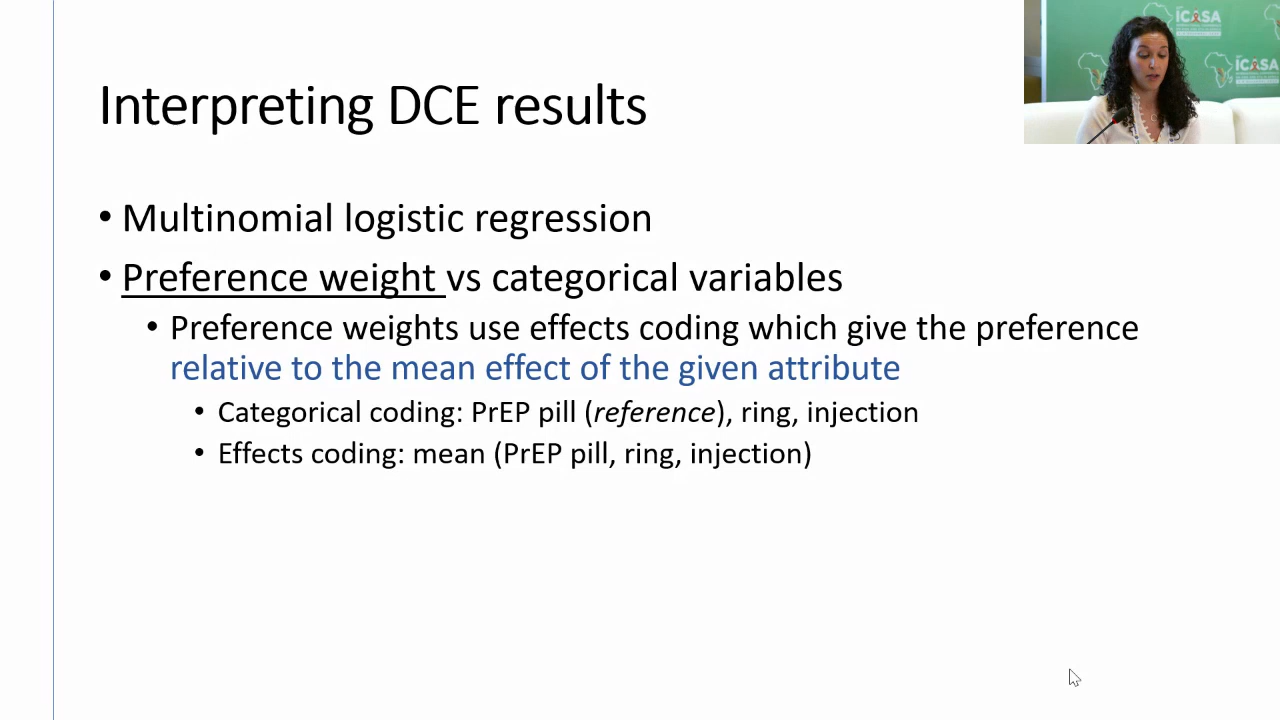 ICASA
ICASA
Interpreting DCE results
• Multinomial logistic regression
• Preference weight vs categorical variables
• Preference weights use effects coding which give the preference
relative to the mean effect of the given attribute
• Categorical coding: PrEP pill (reference), ring, injection
• Effects coding: mean (PrEP pill, ring, injection)